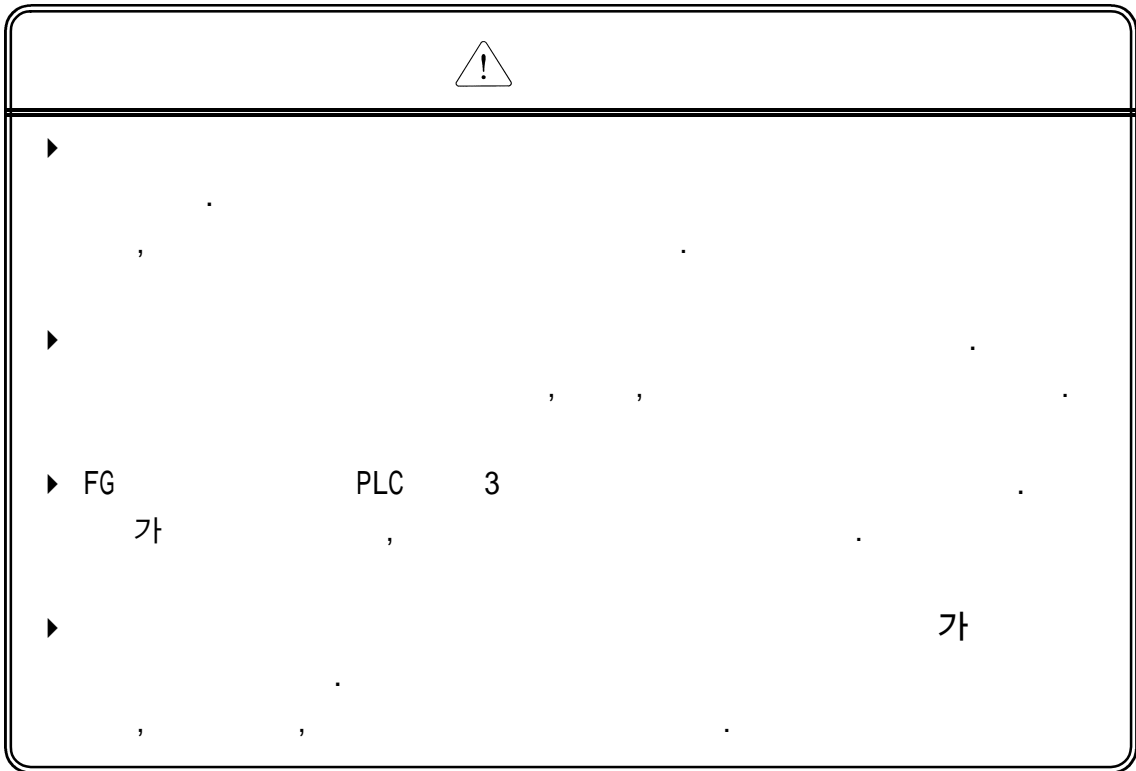 !
▶
.
, .
▶ .
, , .
▶ FG PLC 3 .
가 , .
▶ 가
.
, , .